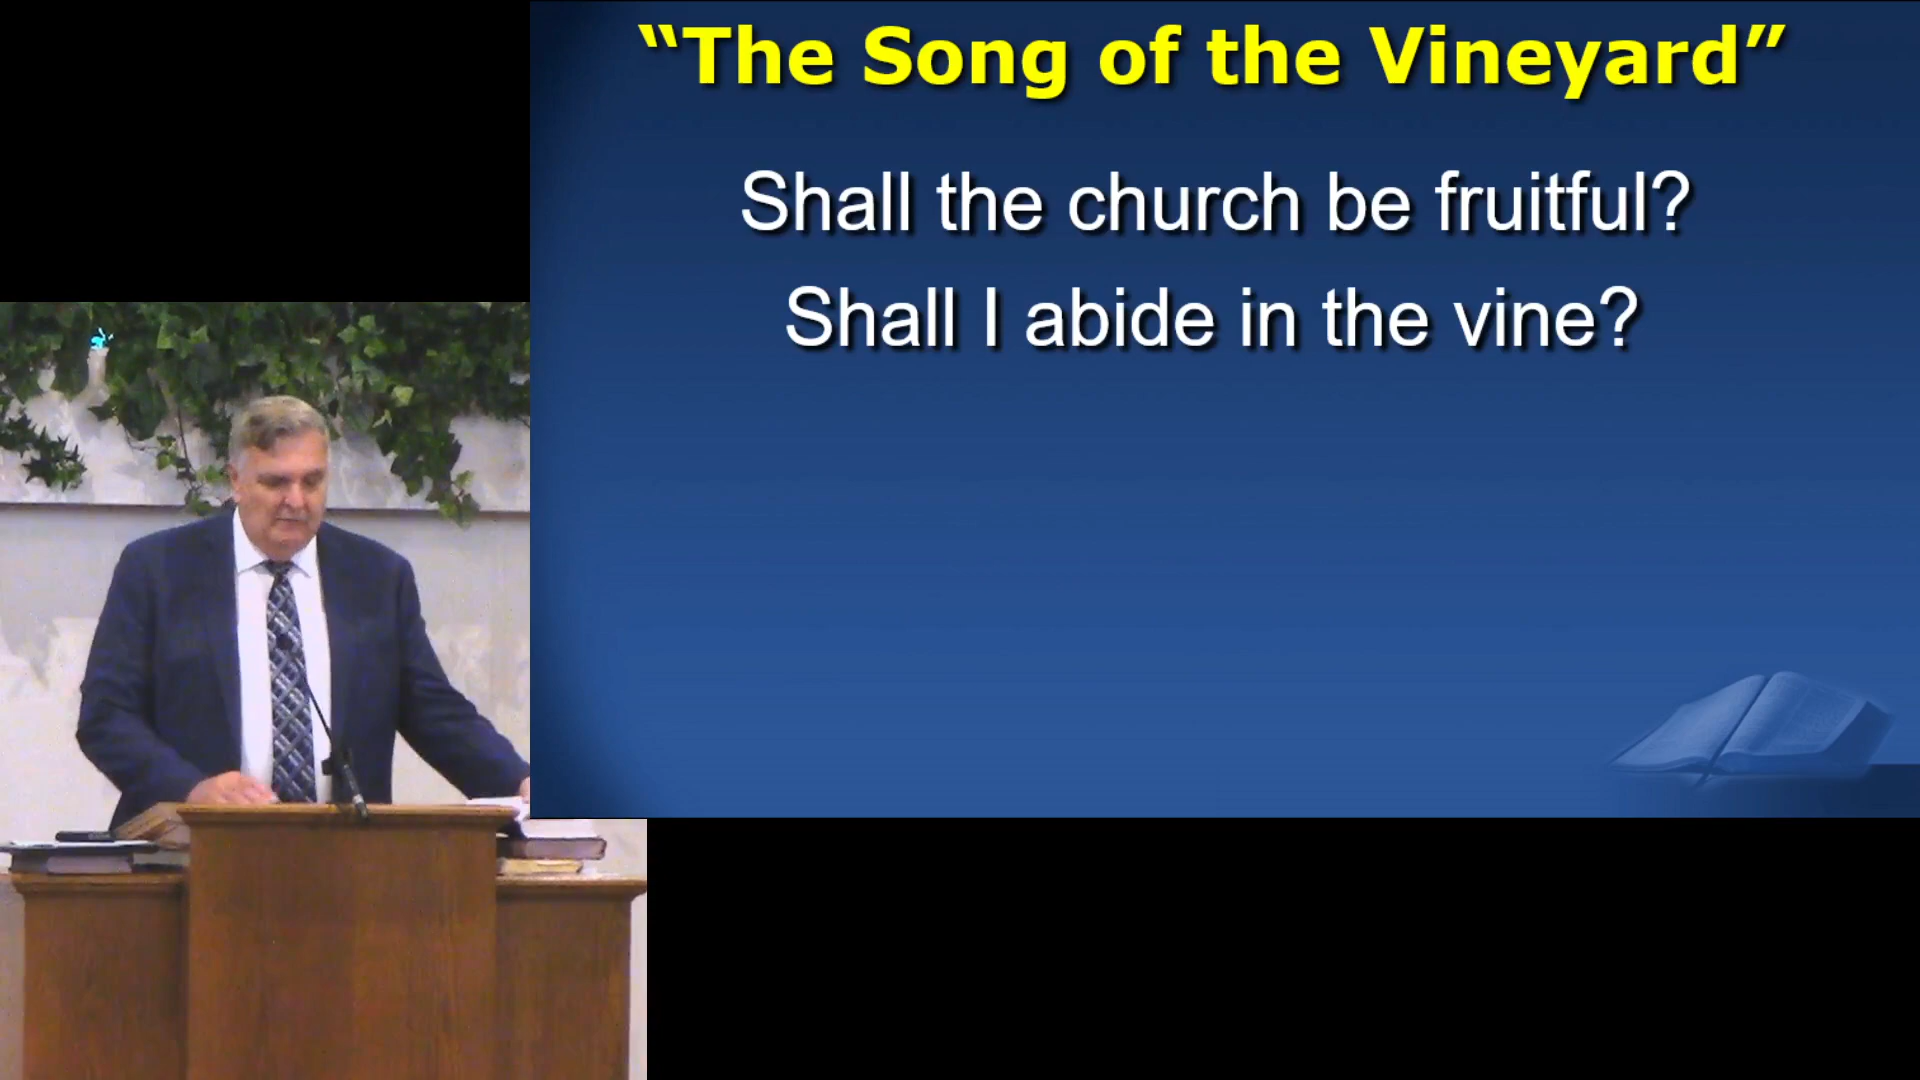 “The Song of the Vineyard”
Shall the church be fruitful?
Shall I abide in the vine?